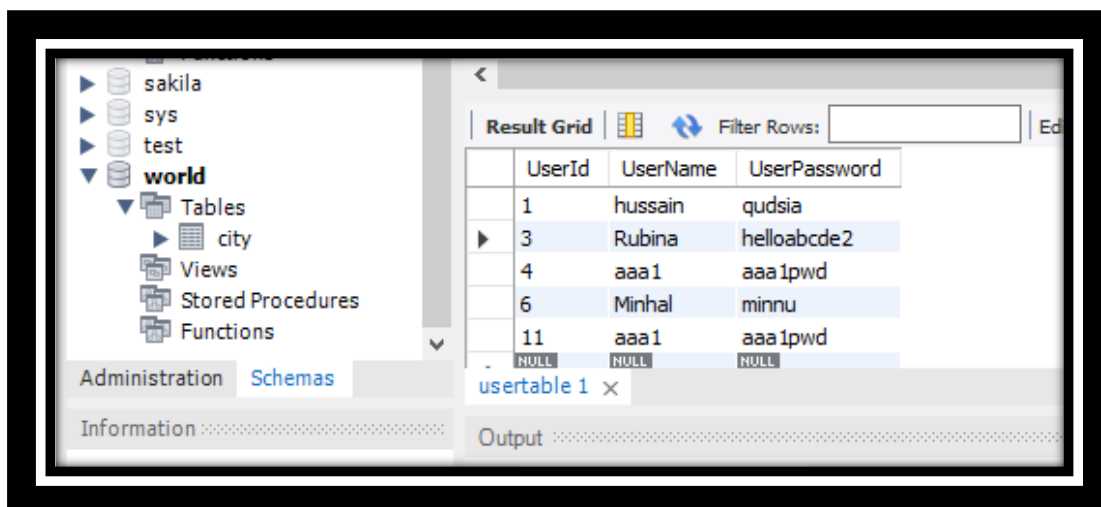 sakila
sys
test
world
Tables
city
Views
Stored Procedures
Functions
Administration Schemas
Information
Result Grid Filter Rows: Ed
UserId UserName UserPassword
1 hussain qudsia
3 Rubina helloabcde2
4 aaa1 aaa1pwd
6 Minhal minnu
11 aaa1 aaa1pwd
NULL NULL NULL
usertable 1
Output